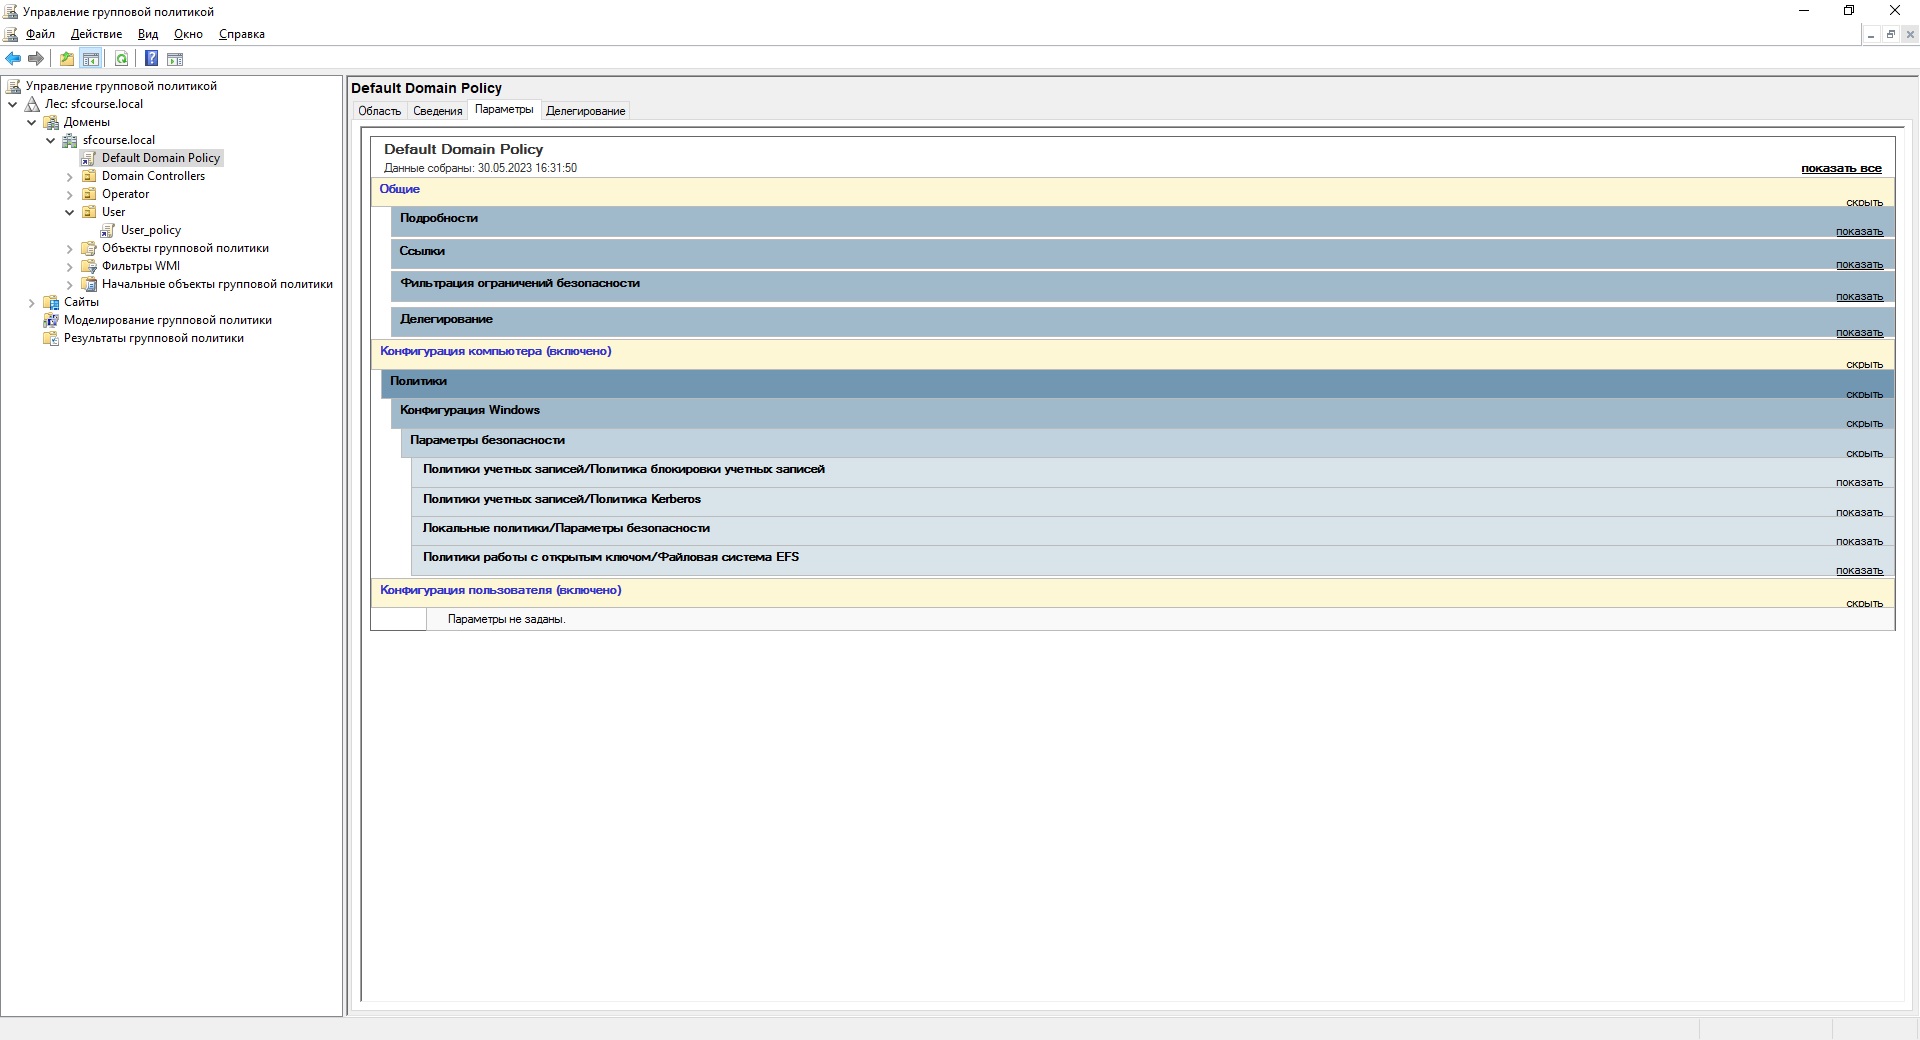 Управление групповой политикой
Файл Действие Вид Окно Справка
Управление групповой политикой
Лес: sfcourse.local
Домены
sfcourse.local
Default Domain Policy
Domain Controllers
Operator
User
User_policy
Объекты групповой политики
Фильтры WMI
Начальные объекты групповой политики
Сайты
Моделирование групповой политики
Результаты групповой политики
Default Domain Policy
Область Сведения Параметры Делегирование
Default Domain Policy
Данные собраны: 30.05.2023 16:31:50 показать все
Общие
скрыть
Подробности
показать
Ссылки
показать
Фильтрация ограничений безопасности
показать
Делегирование
показать
Конфигурация компьютера (включено)
скрыть
Политики
скрыть
Конфигурация Windows
скрыть
Параметры безопасности
скрыть
Политики учетных записей/Политика блокировки учетных записей
показать
Политики учетных записей/Политика Kerberos
показать
Локальные политики/Параметры безопасности
показать
Политики работы с открытым ключом/Файловая система EFS
показать
Конфигурация пользователя (включено)
скрыть
Параметры не заданы.